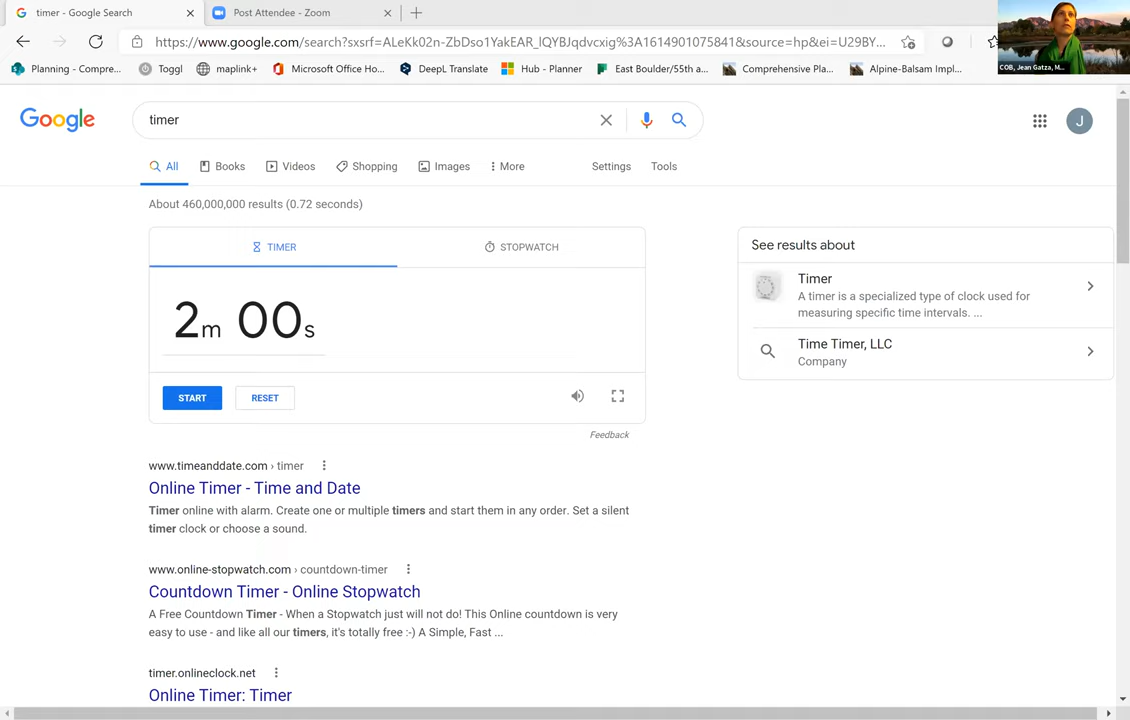 timer - Google Search
Post Attendee - Zoom
https://www.google.com/search?sxsrf=ALeKk02n-ZbDso1YakEAR_IQYBJqdvcxig%3A1614901075841&source=hp&ei=U29BY...
Planning - Compre...
Toggl
maplink+
Microsoft Office Ho...
DeepL Translate
Hub - Planner
East Boulder/55th a...
Comprehensive Pla...
Alpine-Balsam Impl...
COB, Jean Gatza, M...
Google
timer
J
All
Books
Videos
Shopping
Images
More
Settings
Tools
About 460,000,000 results (0.72 seconds)
TIMER
STOPWATCH
2m 00s
START
RESET
Feedback
See results about
Timer
A timer is a specialized type of clock used for
measuring specific time intervals. ...
Time Timer, LLC
Company
www.timeanddate.com › timer
Online Timer - Time and Date
Timer online with alarm. Create one or multiple timers and start them in any order. Set a silent
timer clock or choose a sound.
www.online-stopwatch.com › countdown-timer
Countdown Timer - Online Stopwatch
A Free Countdown Timer - When a Stopwatch just will not do! This Online countdown is very
easy to use - and like all our timers, it's totally free :-) A Simple, Fast ...
timer.onlineclock.net
Online Timer: Timer